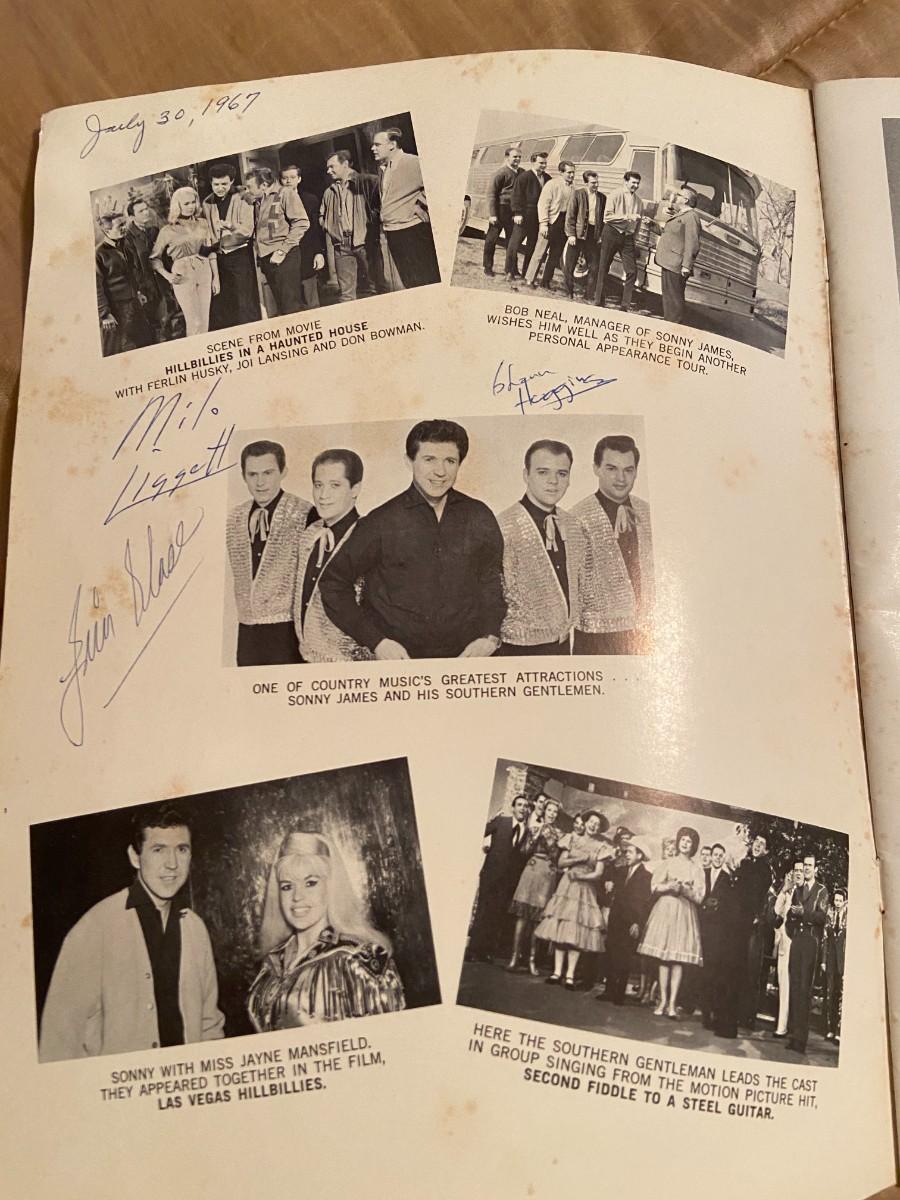 July 30, 1967
SCENE FROM MOVIE
HILLBILLIES IN A HAUNTED HOUSE
WITH FERLIN HUSKY, JOI LANSING AND DON BOWMAN.
BOB NEAL, MANAGER OF SONNY JAMES,
WISHES HIM WELL AS THEY BEGIN ANOTHER
PERSONAL APPEARANCE TOUR.
Milo
Liggett
Huggins
ONE OF COUNTRY MUSIC'S GREATEST ATTRACTIONS . . .
SONNY JAMES AND HIS SOUTHERN GENTLEMEN.
SONNY WITH MISS JAYNE MANSFIELD.
THEY APPEARED TOGETHER IN THE FILM,
LAS VEGAS HILLBILLIES.
HERE THE SOUTHERN GENTLEMAN LEADS THE CAST
IN GROUP SINGING FROM THE MOTION PICTURE HIT,
SECOND FIDDLE TO A STEEL GUITAR.